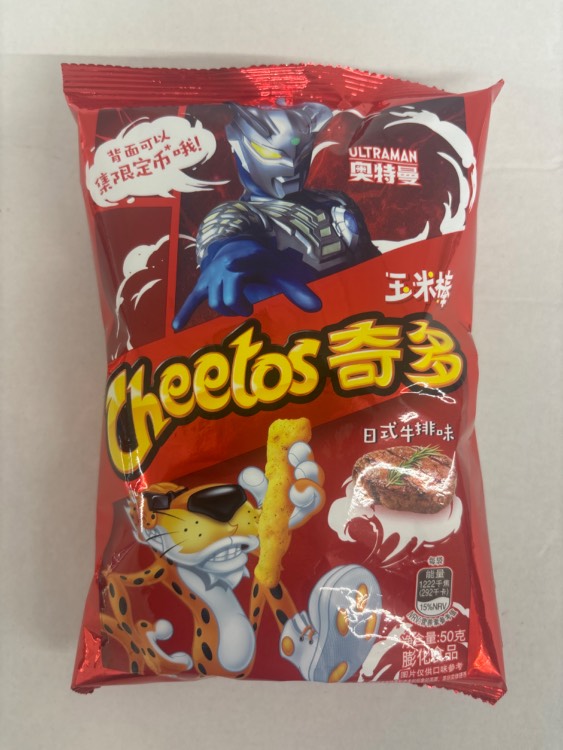 背面可以
集限定币*哦!
ULTRAMAN
奥特曼
玉米棒
Cheetos 奇多
日式牛排味
每袋
能量
1222千焦
(292千卡)
15%NRV
净含量:50克
膨化食品
图片仅供口味参考